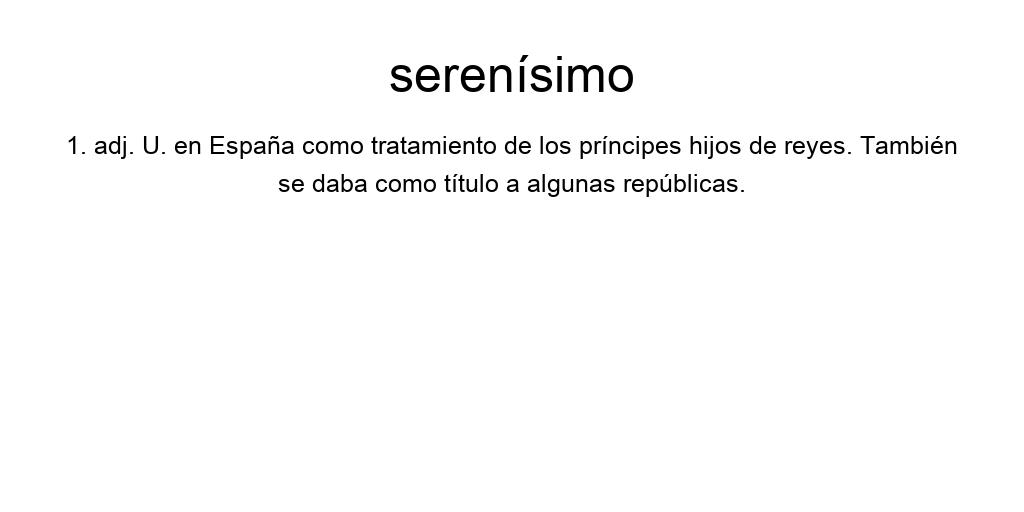 serenísimo
1. adj. U. en España como tratamiento de los príncipes hijos de reyes. También
se daba como título a algunas repúblicas.